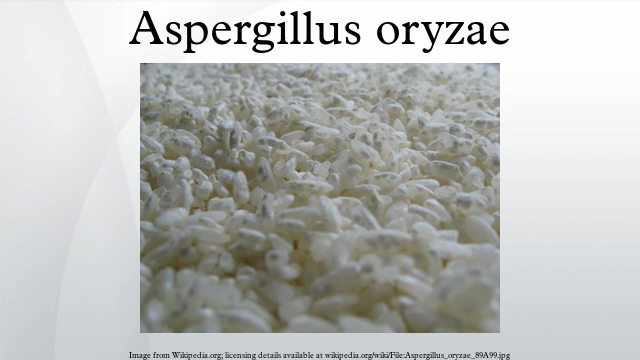 Aspergillus oryzae
Image from Wikipedia.org; licensing details available at wikipedia.org/wiki/File:Aspergillus_oryzae_89A99.jpg